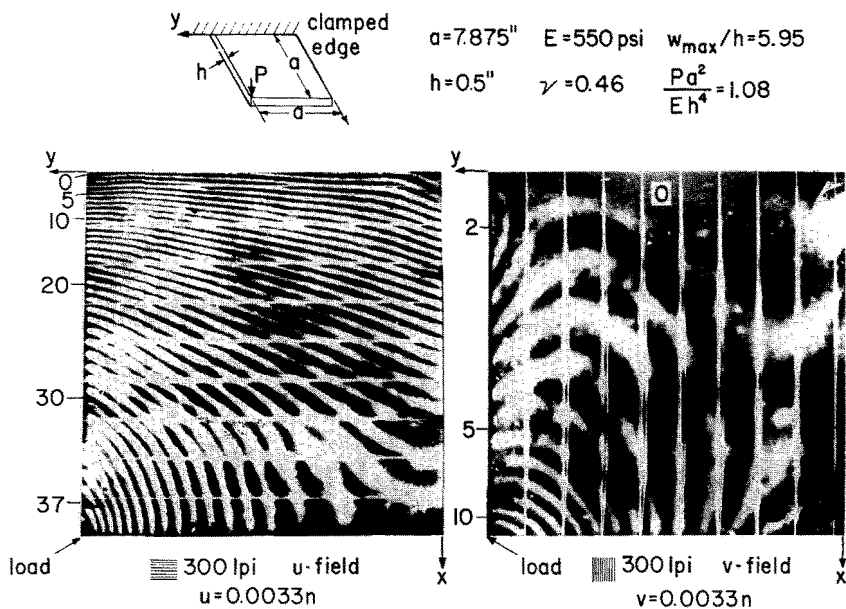 y clamped edge
h P a
a
a=7.875" E=550 psi w_max/h=5.95
h=0.5" 𝜈=0.46 Pa²/Eh⁴=1.08
y
0
5
10
20
30
37
load
x
300 lpi u-field
u=0.0033n
y
0
2
5
10
load
x
300 lpi v-field
v=0.0033n